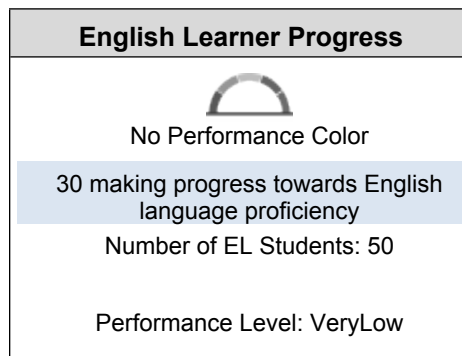 English Learner Progress
No Performance Color
30 making progress towards English
language proficiency
Number of EL Students: 50
Performance Level: VeryLow